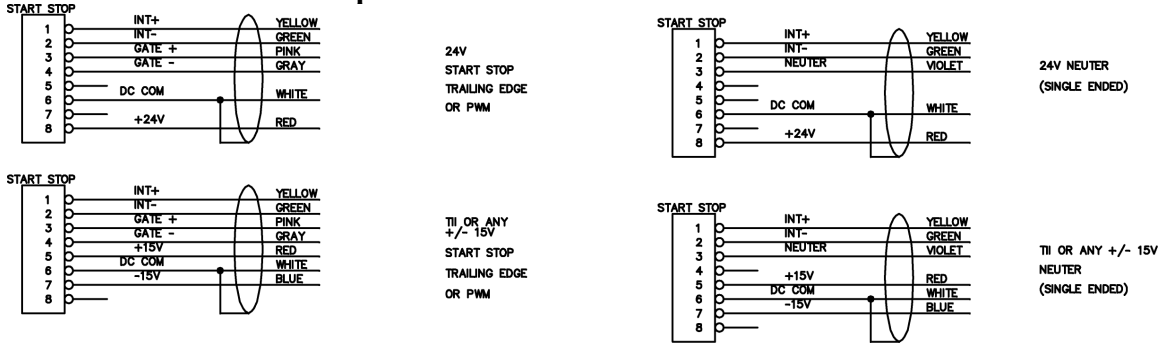 START STOP
1 INT+ YELLOW
2 INT- GREEN
3 GATE + PINK
4 GATE - GRAY
5
6 DC COM WHITE
7
8 +24V RED
24V
START STOP
TRAILING EDGE
OR PWM
START STOP
1 INT+ YELLOW
2 INT- GREEN
3 NEUTER VIOLET
4
5
6 DC COM WHITE
7
8 +24V RED
24V NEUTER
(SINGLE ENDED)
START STOP
1 INT+ YELLOW
2 INT- GREEN
3 GATE + PINK
4 GATE - GRAY
5 +15V RED
6 DC COM WHITE
7 -15V BLUE
8
TII OR ANY
+/- 15V
START STOP
TRAILING EDGE
OR PWM
START STOP
1 INT+ YELLOW
2 INT- GREEN
3 NEUTER VIOLET
4
5 +15V RED
6 DC COM WHITE
7 -15V BLUE
8
TII OR ANY +/- 15V
NEUTER
(SINGLE ENDED)